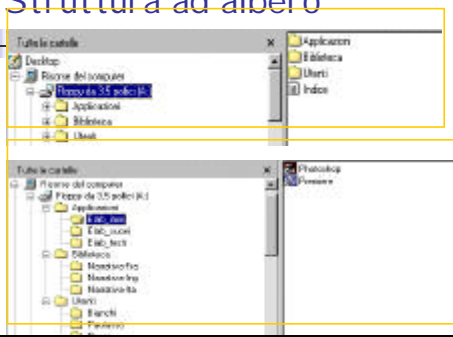 Struttura ad albero
Tutte le cartelle
Desktop
Risorse del computer
Floppy da 3,5 pollici (A:)
Applicazioni
Biblioteca
Utenti
Applicazioni
Biblioteca
Utenti
Indice
Tutte le cartelle
Risorse del computer
Floppy da 3,5 pollici (A:)
Applicazioni
Elab_suoni
Elab_testi
Biblioteca
Narrativa fra
Narrativa ing
Narrativa ita
Utenti
Bianchi
Photoshop
Premiere